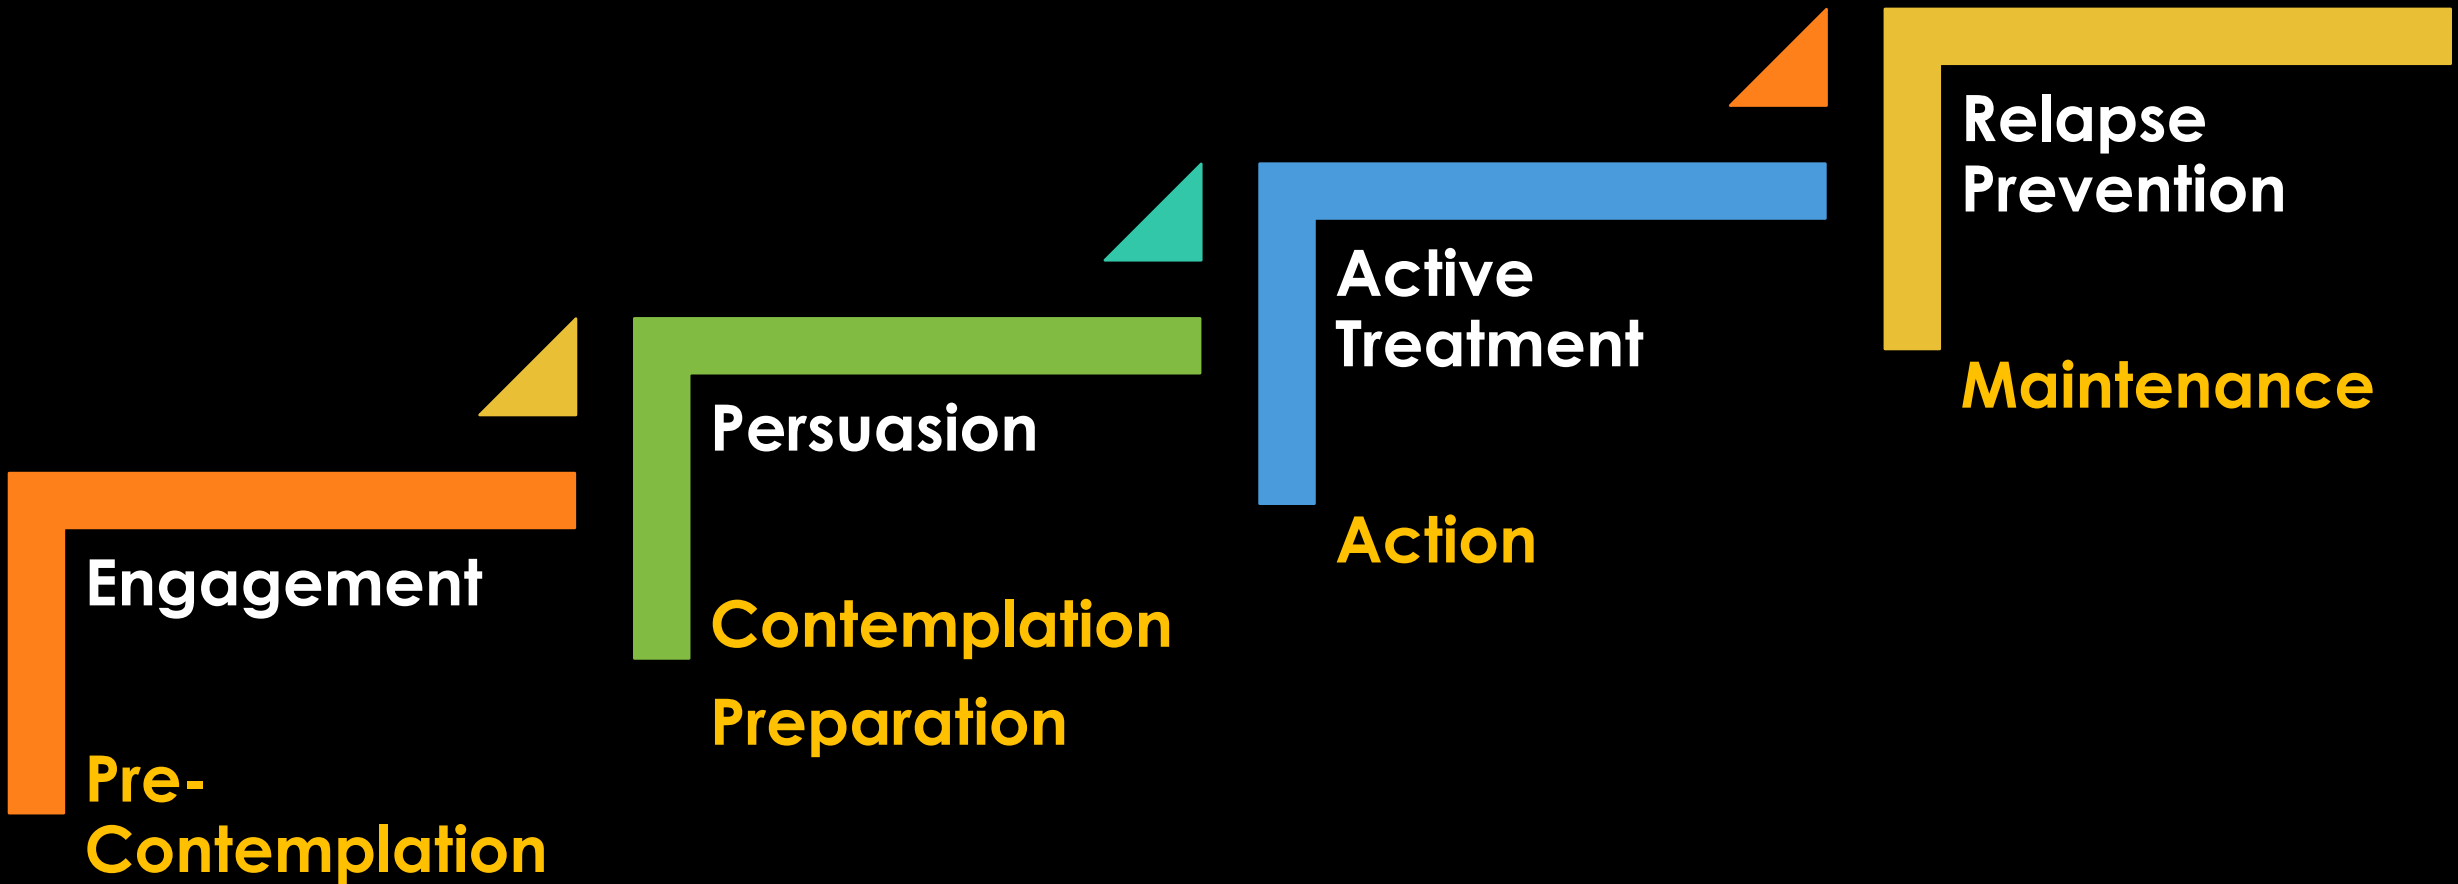 Engagement
Pre-
Contemplation
Persuasion
Contemplation
Preparation
Active
Treatment
Action
Relapse
Prevention
Maintenance